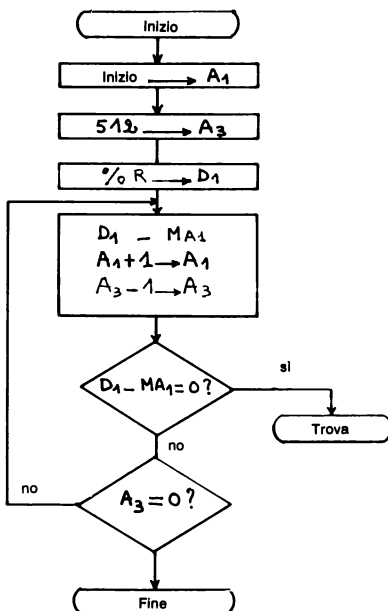 Inizio
Inizio → A1
512 → A3
% R → D1
D1 - MA1
A1+1 → A1
A3-1 → A3
D1-MA1=0?
sì
Trova
no
A3=0?
no
Fine